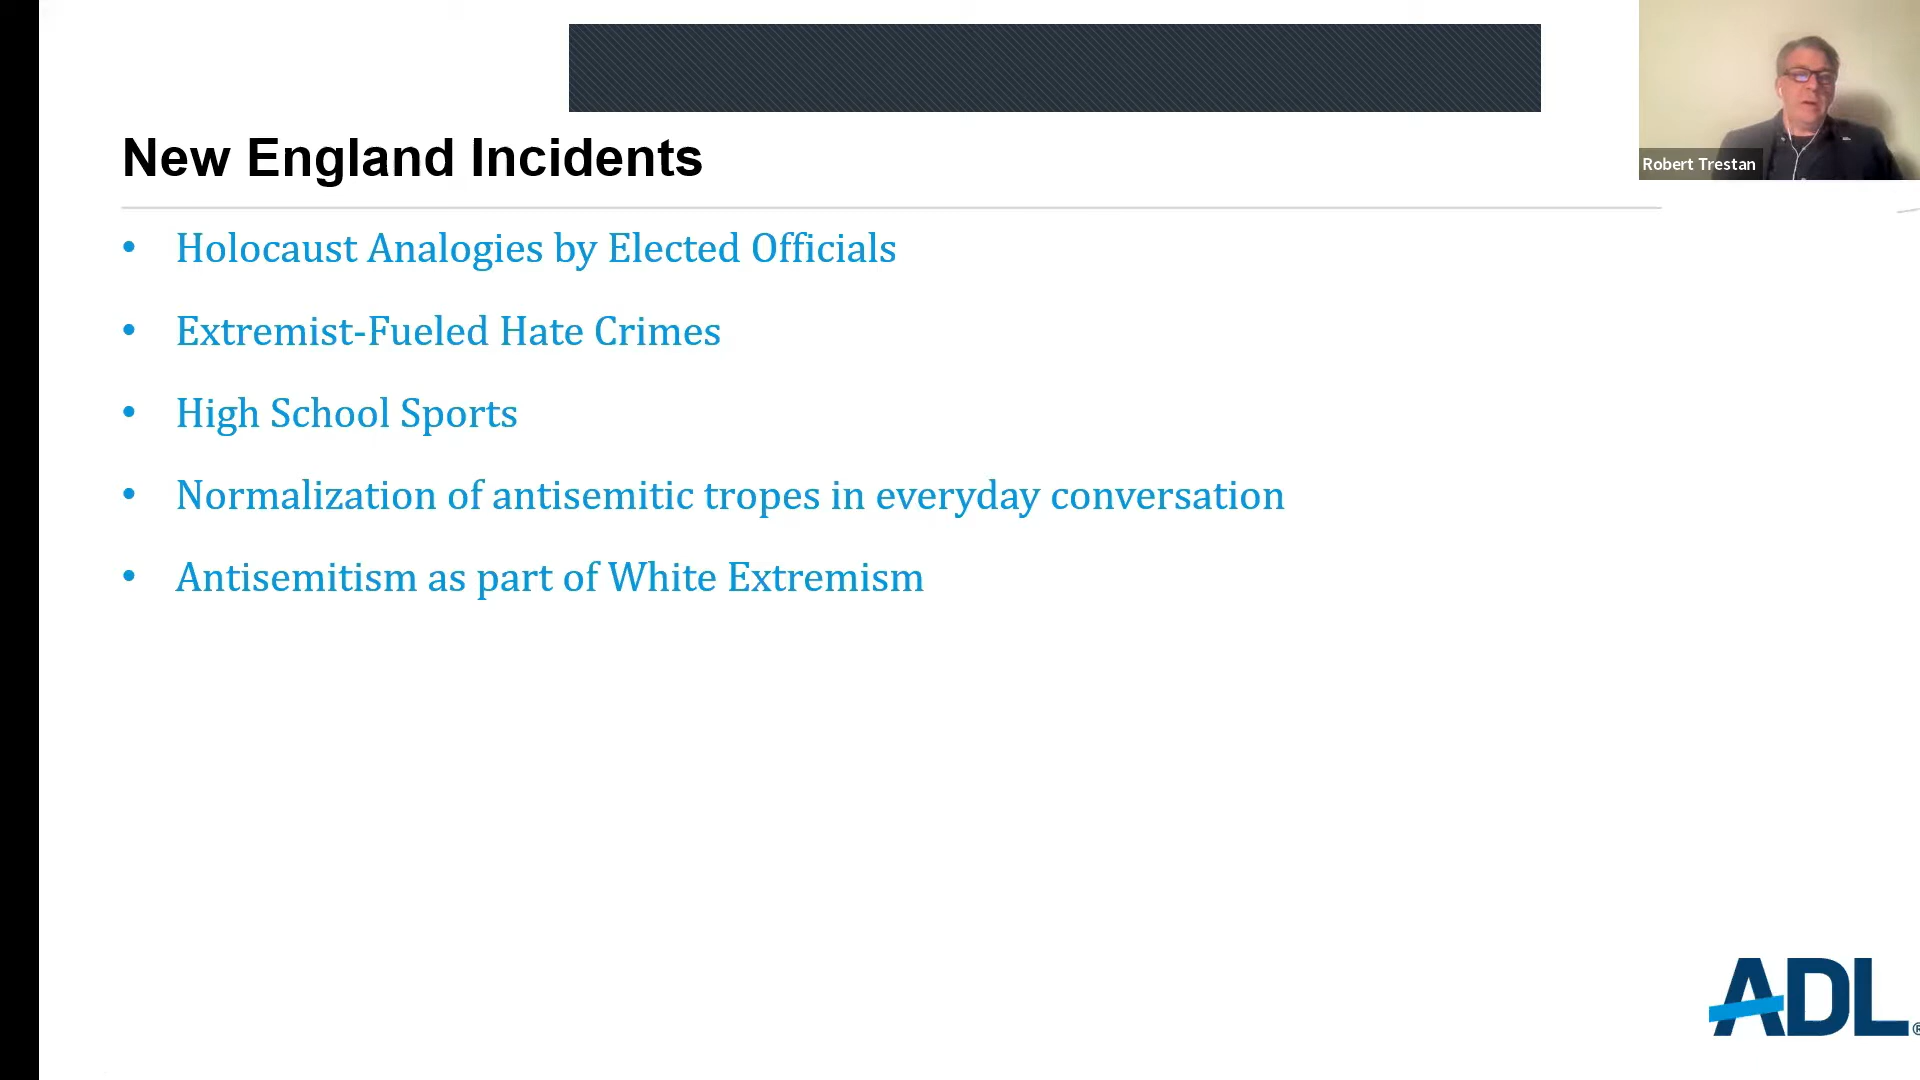 Robert Trestan
New England Incidents
• Holocaust Analogies by Elected Officials
• Extremist-Fueled Hate Crimes
• High School Sports
• Normalization of antisemitic tropes in everyday conversation
• Antisemitism as part of White Extremism
ADL®